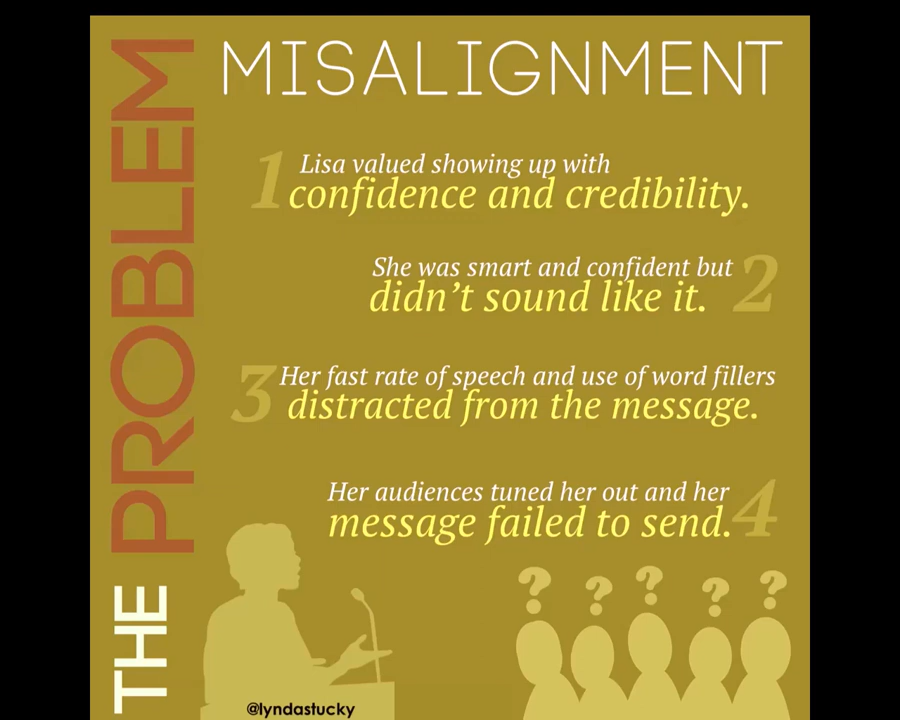 THE PROBLEM
MISALIGNMENT
1 Lisa valued showing up with
confidence and credibility.
She was smart and confident but 2
didn't sound like it.
3 Her fast rate of speech and use of word fillers
distracted from the message.
Her audiences tuned her out and her
message failed to send. 4
? ? ? ? ?
@lyndastucky